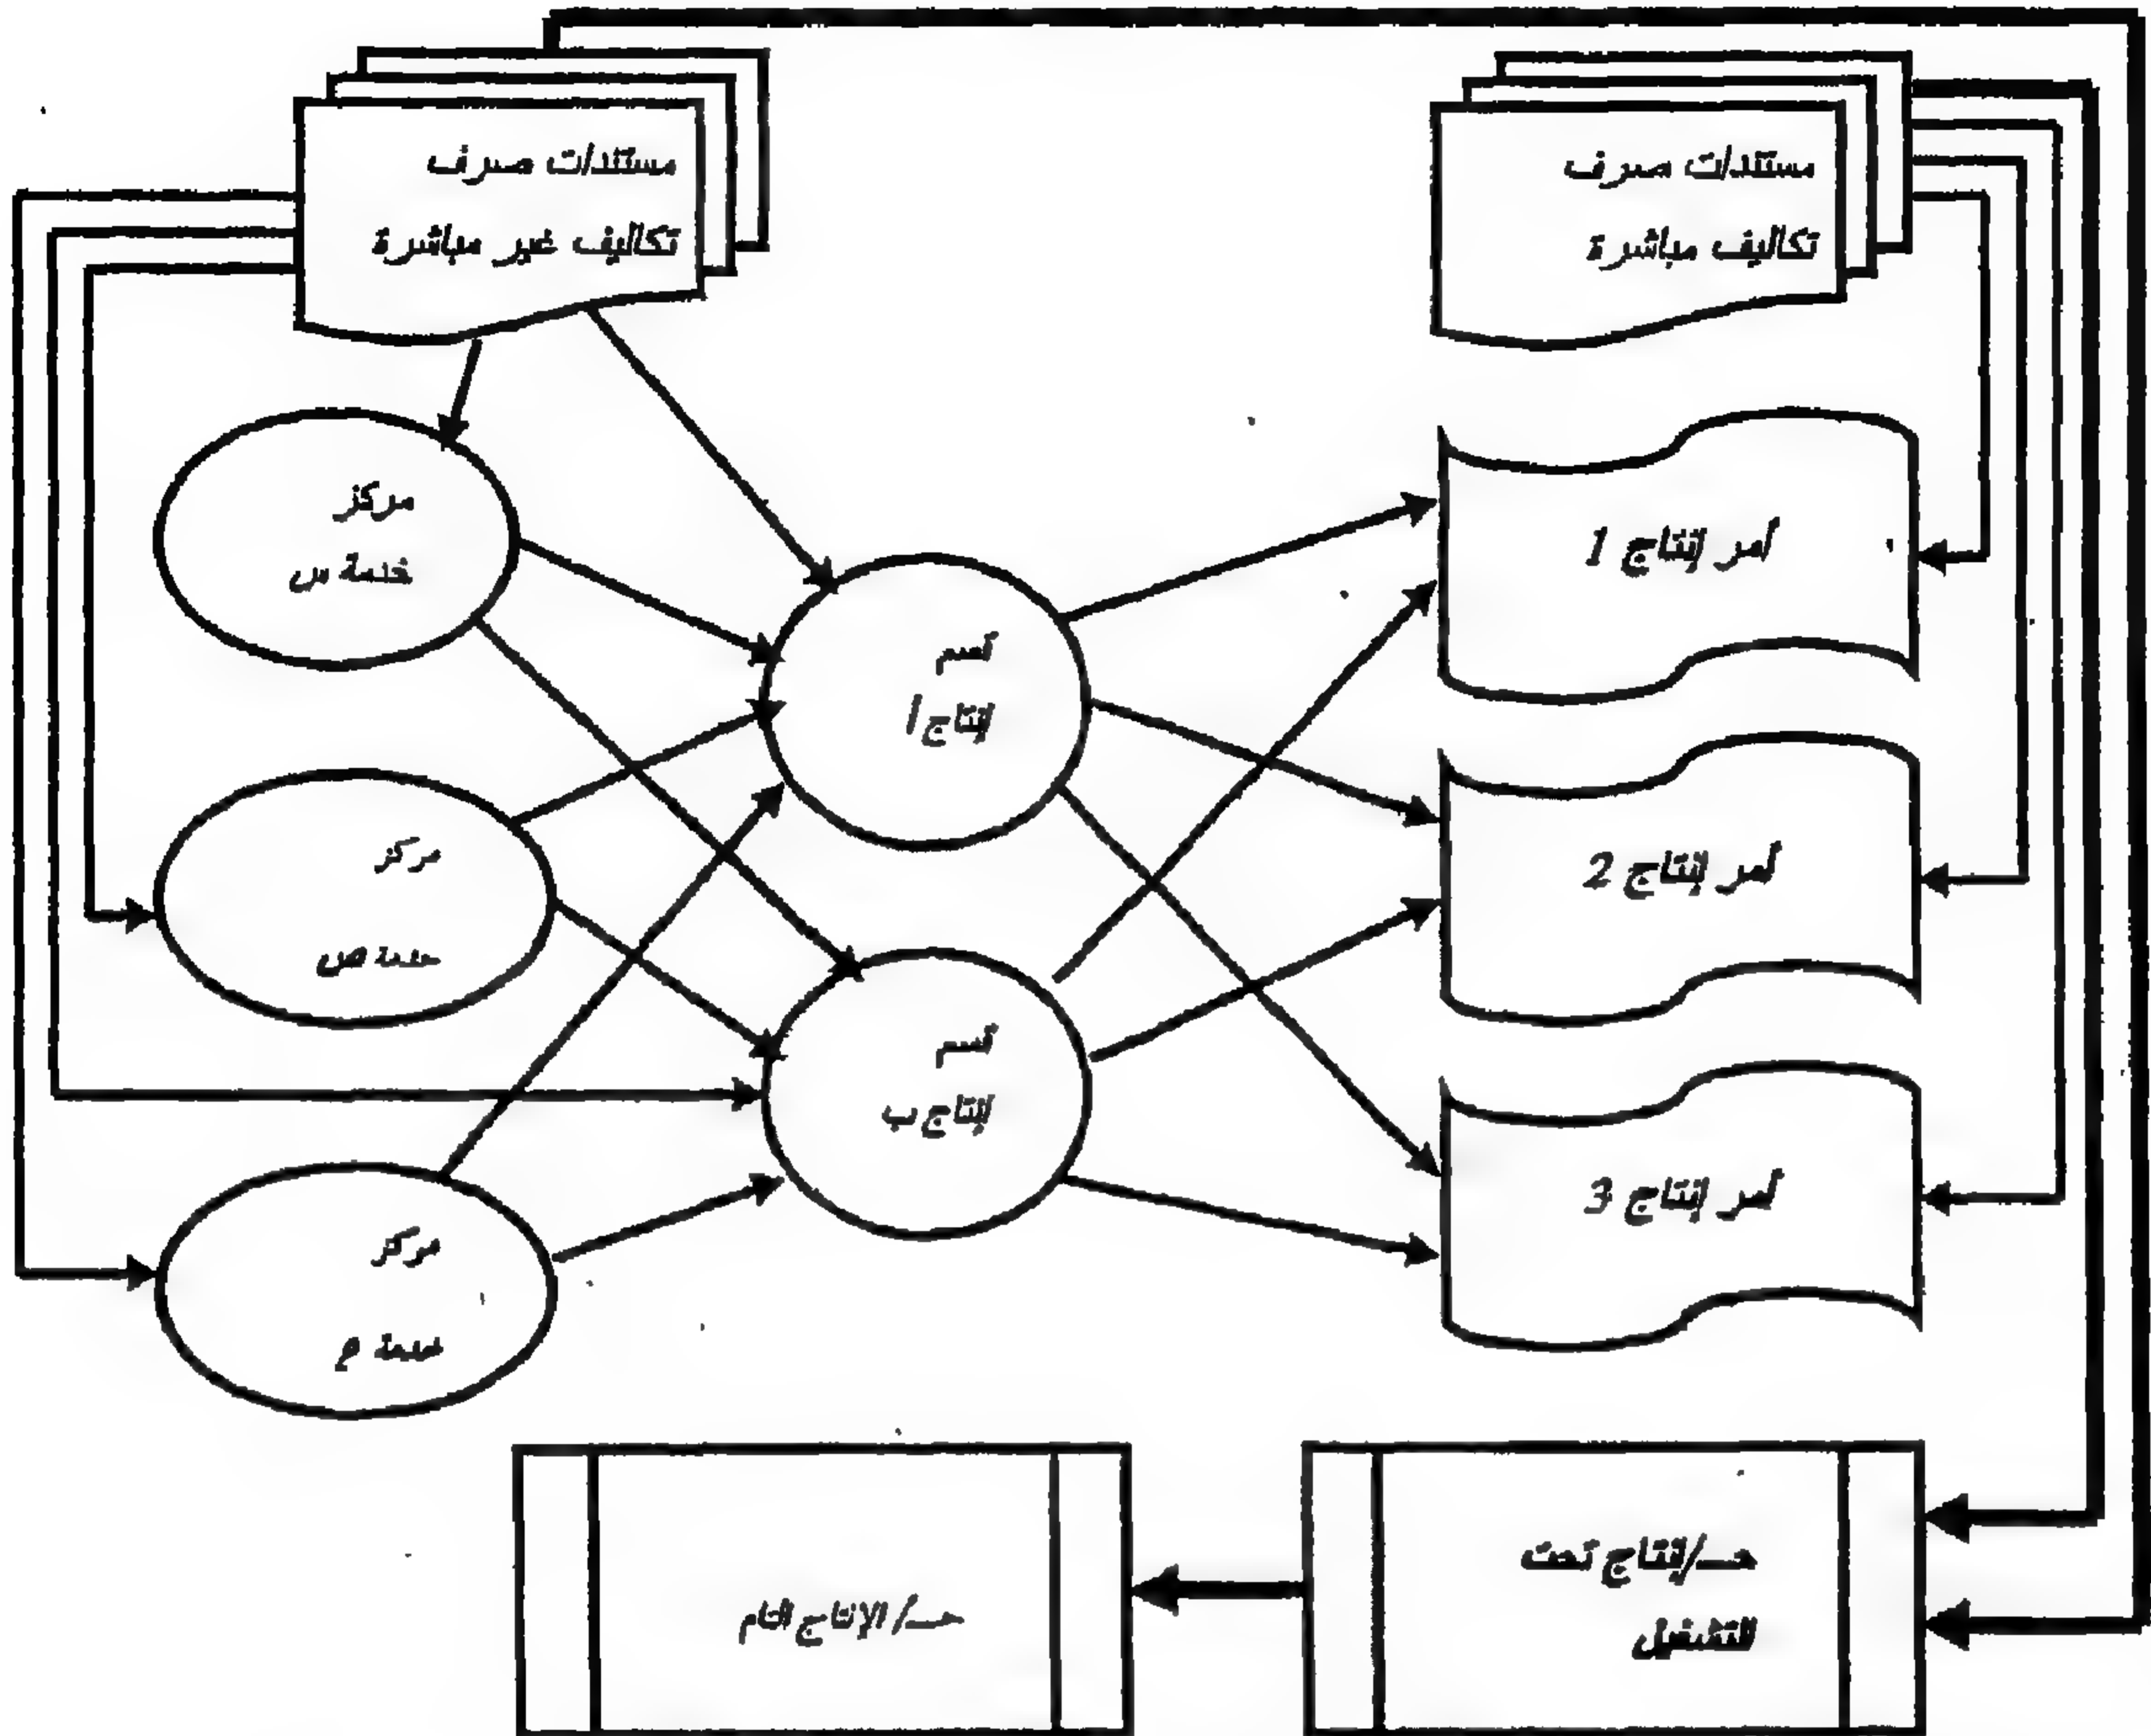 مستندات صرف
تكاليف مباشرة
مستندات صرف
تكاليف غير مباشرة
مركز
خدمة س
أمر إنتاج 1
قسم
إنتاج أ
مركز
خدمة ص
أمر إنتاج 2
قسم
إنتاج ب
أمر إنتاج 3
مركز
خدمة م
حـ/إنتاج تحت
التشغيل
حـ/ الإنتاج التام